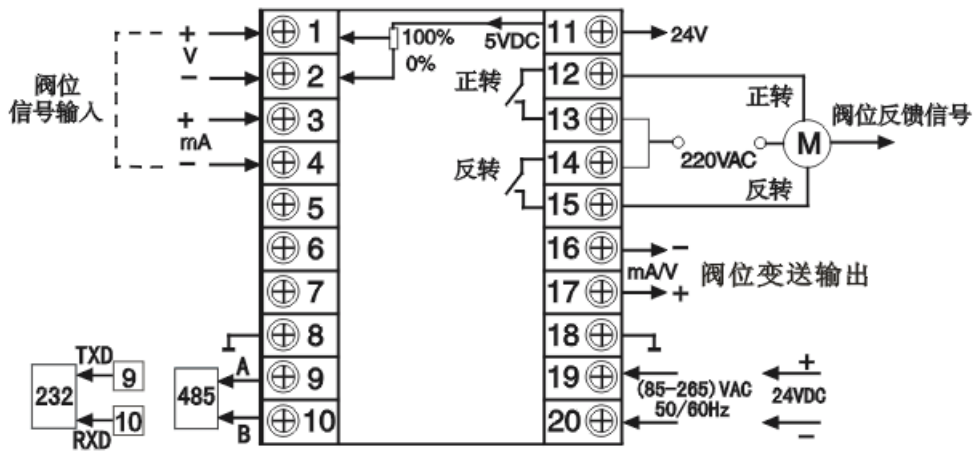 阀位
信号输入
+
V
−
+
mA
−
1
2
3
4
5
6
7
8
9
10
100%
0%
5VDC
正转
反转
11
12
13
14
15
16
17
18
19
20
24V
正转
220VAC
M
反转
阀位反馈信号
−
mA/V
+
阀位变送输出
(85-265)VAC
50/60Hz
+
24VDC
−
232
TXD
9
RXD
10
485
A
B